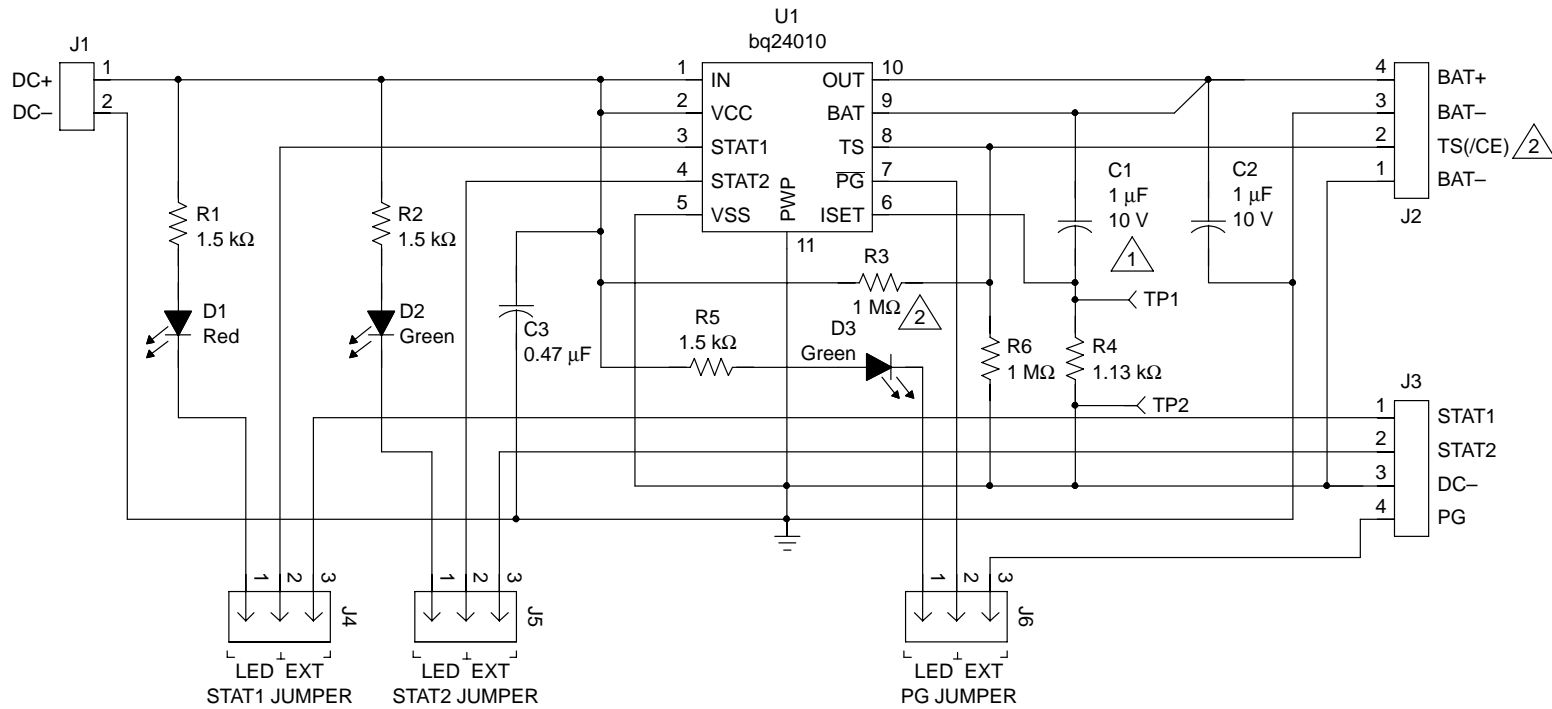 U1
bq24010
J1
DC+
1
DC–
2
1
IN
2
VCC
3
STAT1
4
STAT2
5
VSS
PWP
11
OUT
10
BAT
9
TS
8
PG
7
ISET
6
4
BAT+
3
BAT–
2
TS(/CE)
2
1
BAT–
J2
R1
1.5 kΩ
R2
1.5 kΩ
C1
1 μF
10 V
1
C2
1 μF
10 V
R3
1 MΩ
2
TP1
D1
Red
D2
Green
C3
0.47 μF
R5
1.5 kΩ
D3
Green
R6
1 MΩ
R4
1.13 kΩ
TP2
J3
1
STAT1
2
STAT2
3
DC–
4
PG
1 2 3
J4
LED EXT
STAT1 JUMPER
1 2 3
J5
LED EXT
STAT2 JUMPER
1 2 3
J6
LED EXT
PG JUMPER